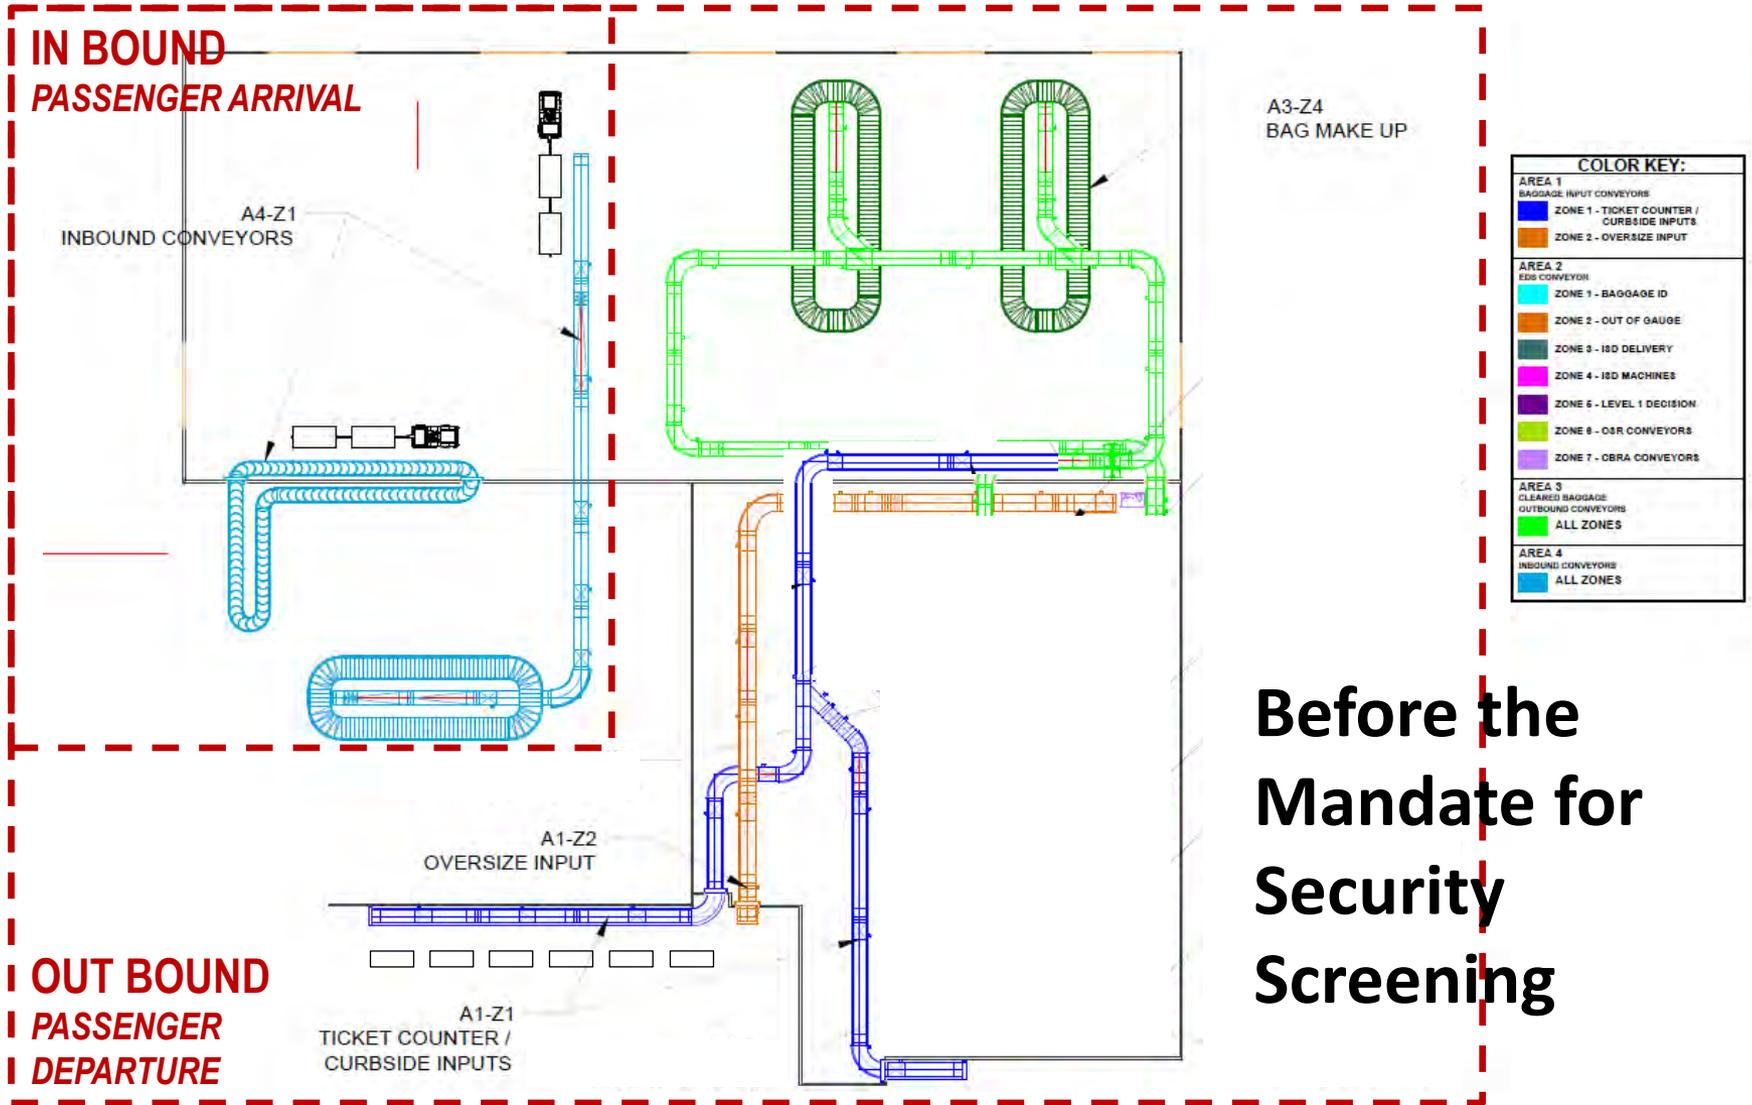 IN BOUND
PASSENGER ARRIVAL
A4-Z1
INBOUND CONVEYORS
A3-Z4
BAG MAKE UP
COLOR KEY:
AREA 1
BAGGAGE INPUT CONVEYORS
ZONE 1 - TICKET COUNTER /
CURBSIDE INPUTS
ZONE 2 - OVERSIZE INPUT
AREA 2
EDS CONVEYOR
ZONE 1 - BAGGAGE ID
ZONE 2 - OUT OF GAUGE
ZONE 3 - ISD DELIVERY
ZONE 4 - ISD MACHINES
ZONE 5 - LEVEL 1 DECISION
ZONE 6 - OSR CONVEYORS
ZONE 7 - CBRA CONVEYORS
AREA 3
CLEARED BAGGAGE
OUTBOUND CONVEYORS
ALL ZONES
AREA 4
INBOUND CONVEYORS
ALL ZONES
Before the
Mandate for
Security
Screening
A1-Z2
OVERSIZE INPUT
OUT BOUND
PASSENGER
DEPARTURE
A1-Z1
TICKET COUNTER /
CURBSIDE INPUTS